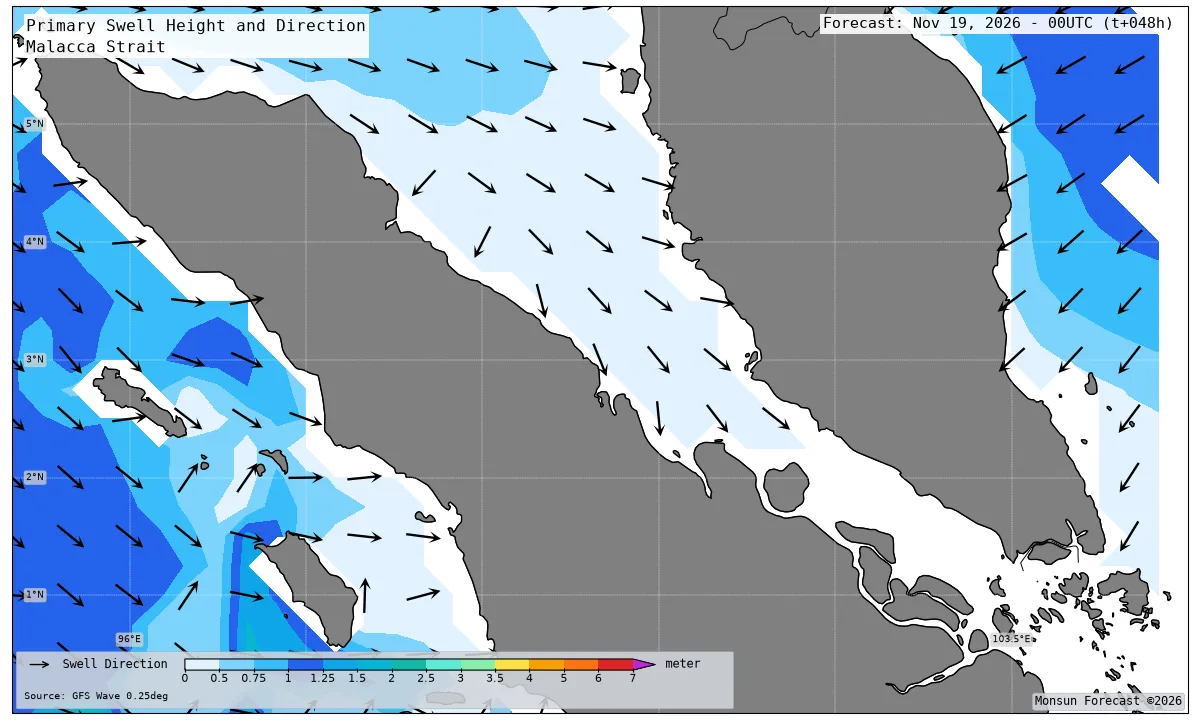 Primary Swell Height and Direction
Malacca Strait
Forecast: Nov 19, 2026 - 00UTC (t+048h)
5°N
4°N
3°N
2°N
1°N
96°E
103.5°E
Swell Direction
meter
0 0.5 0.75 1 1.25 1.5 2 2.5 3 3.5 4 5 6 7
Source: GFS Wave 0.25deg
Monsun Forecast ©2026